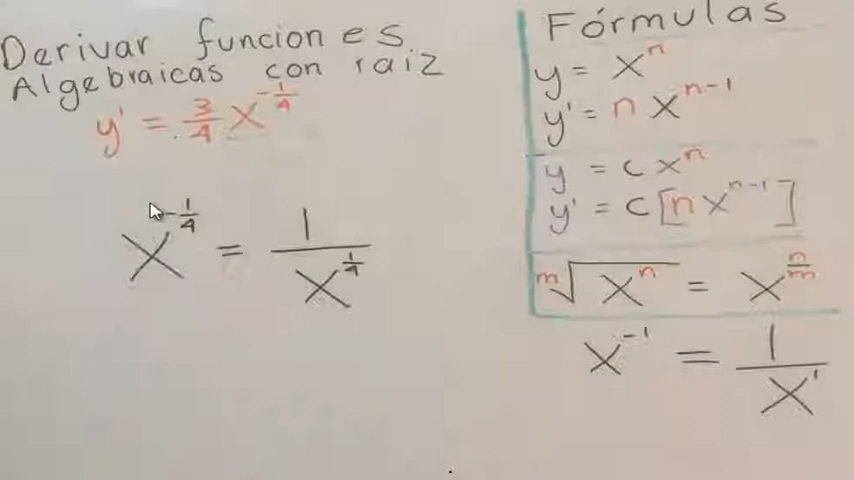 Derivar funciones
Algebraicas con raiz
y' = 3/4 x^(-1/4)
x^(-1/4) = 1 / x^(1/4)
Fórmulas
y = x^n
y' = n x^(n-1)
y = c x^n
y' = c [n x^(n-1)]
m√(x^n) = x^(n/m)
x^(-1) = 1 / x^1